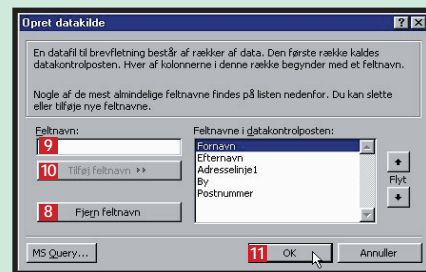 Opret datakilde
En datafil til brevfletning består af rækker af data. Den første række kaldes
datakontrolposten. Hver af kolonnerne i denne række begynder med et feltnavn.
Nogle af de mest almindelige feltnavne findes på listen nedenfor. Du kan slette
eller tilføje nye feltnavne.
Feltnavn:
Feltnavne i datakontrolposten:
9
10 Tilføj feltnavn
8 Fjern feltnavn
Fornavn
Efternavn
Adresselinje1
By
Postnummer
Flyt
MS Query...
11 OK
Annuller